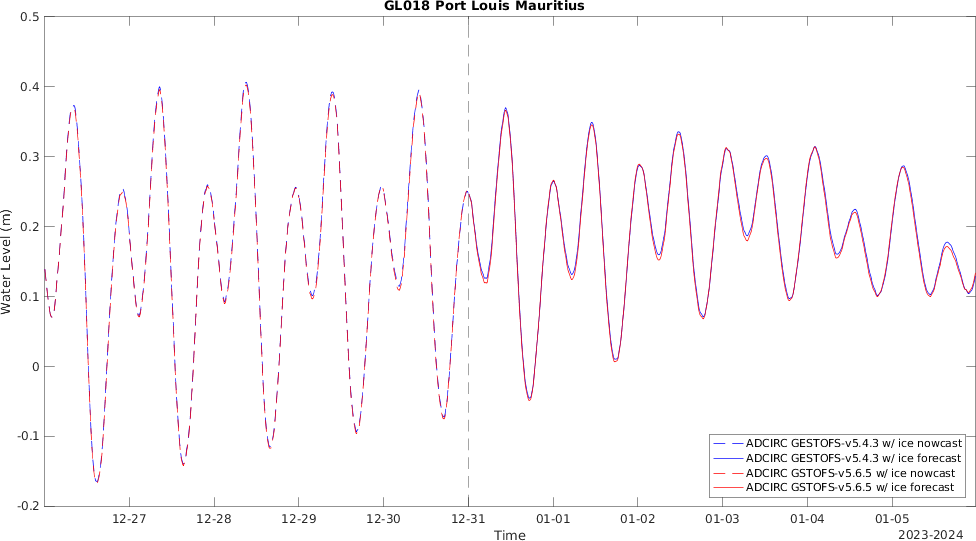 GL018 Port Louis Mauritius
0.5
0.4
0.3
0.2
0.1
0
-0.1
-0.2
Water Level (m)
ADCIRC GESTOFS-v5.4.3 w/ ice nowcast
ADCIRC GESTOFS-v5.4.3 w/ ice forecast
ADCIRC GSTOFS-v5.6.5 w/ ice nowcast
ADCIRC GSTOFS-v5.6.5 w/ ice forecast
12-27 12-28 12-29 12-30 12-31 01-01 01-02 01-03 01-04 01-05
Time
2023-2024